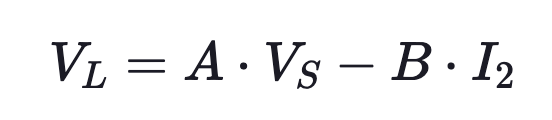 V_L = A · V_S − B · I_2